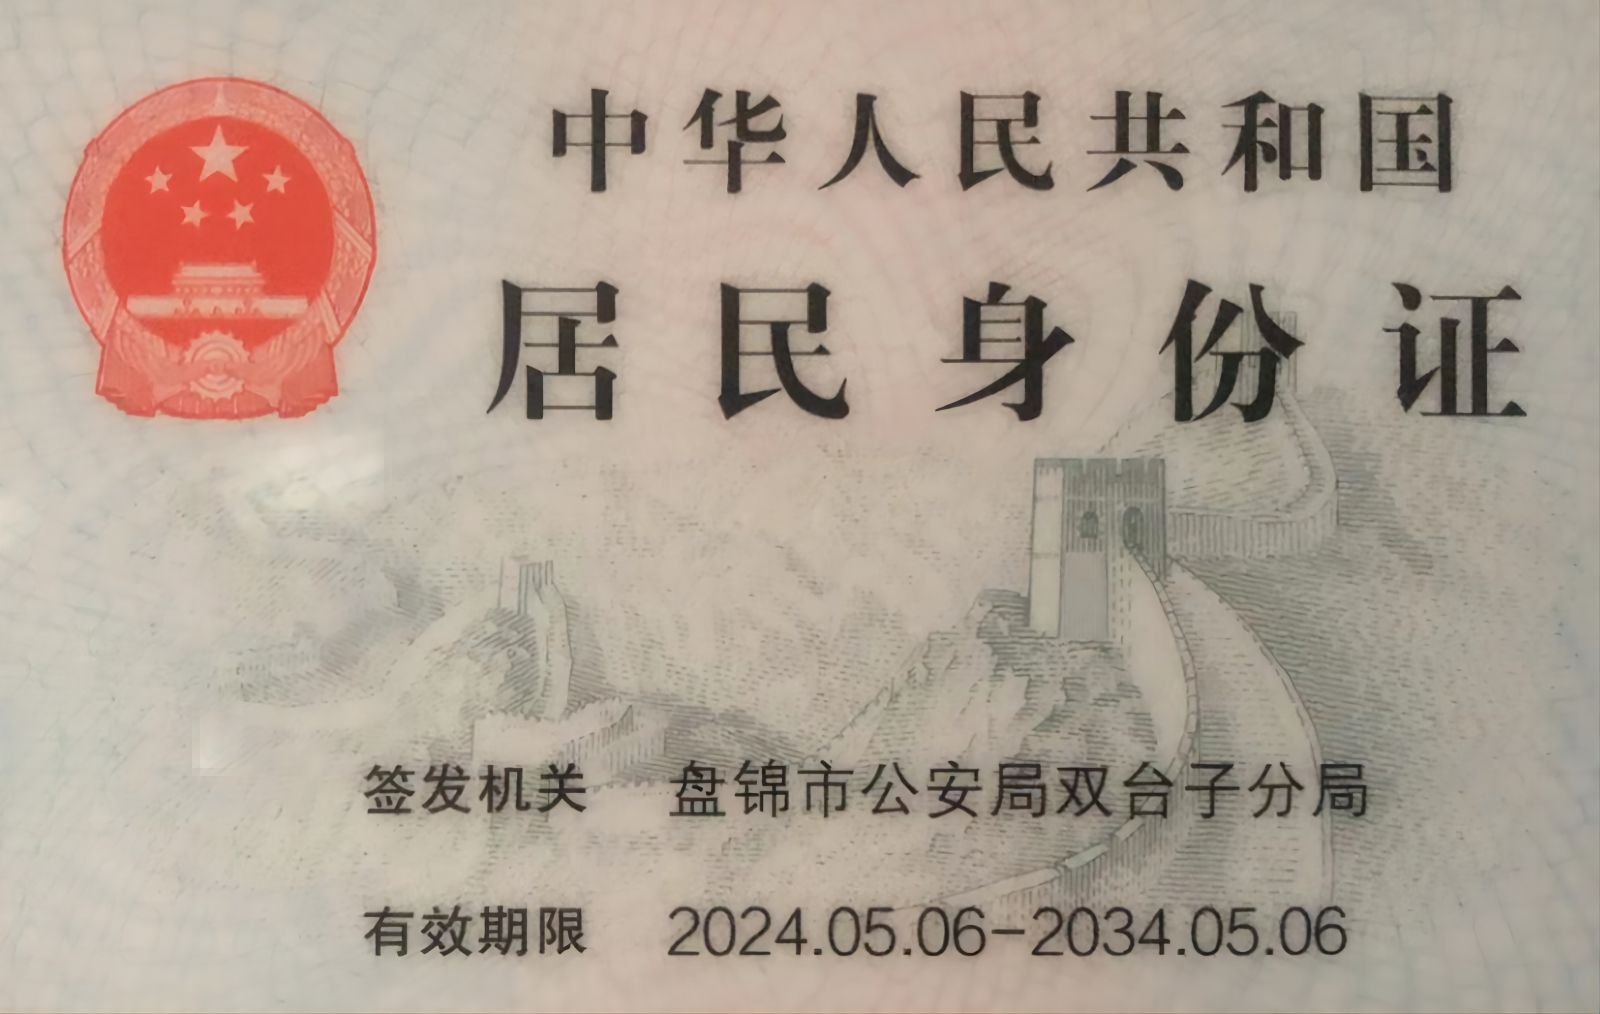 中华人民共和国
居民身份证
签发机关 盘锦市公安局双台子分局
有效期限 2024.05.06-2034.05.06